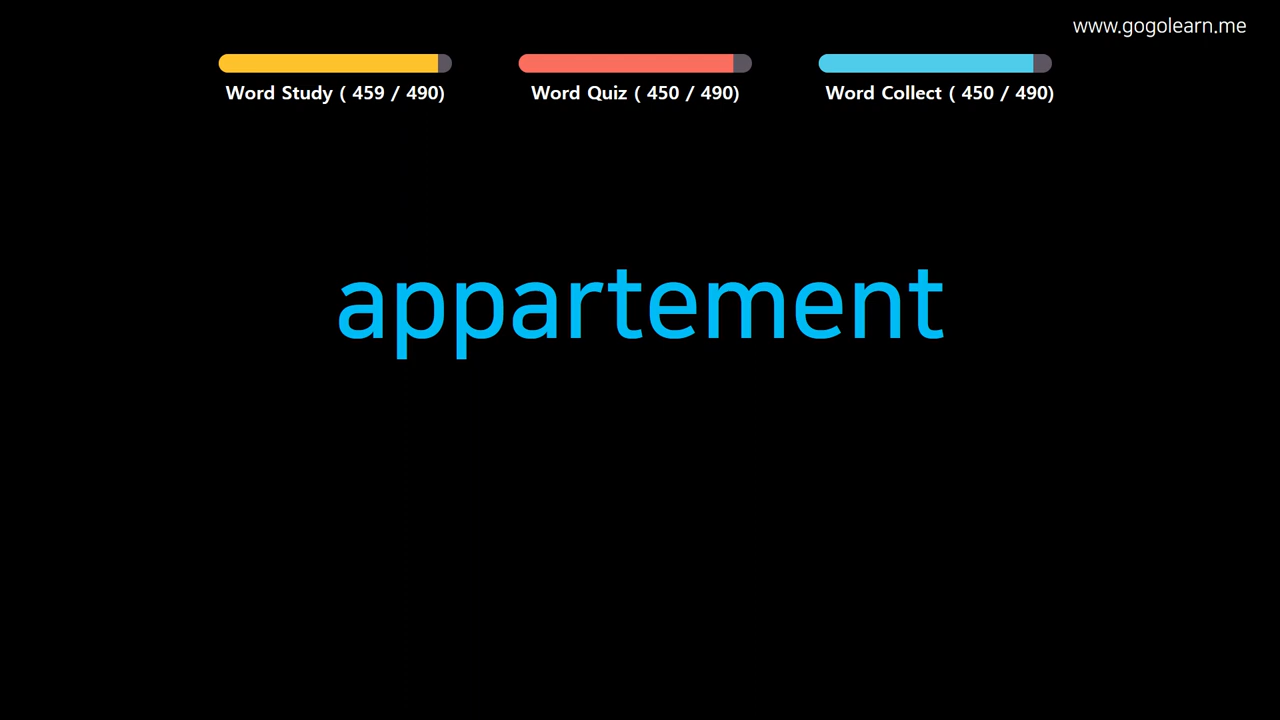 www.gogolearn.me
Word Study ( 459 / 490)
Word Quiz ( 450 / 490)
Word Collect ( 450 / 490)
appartement